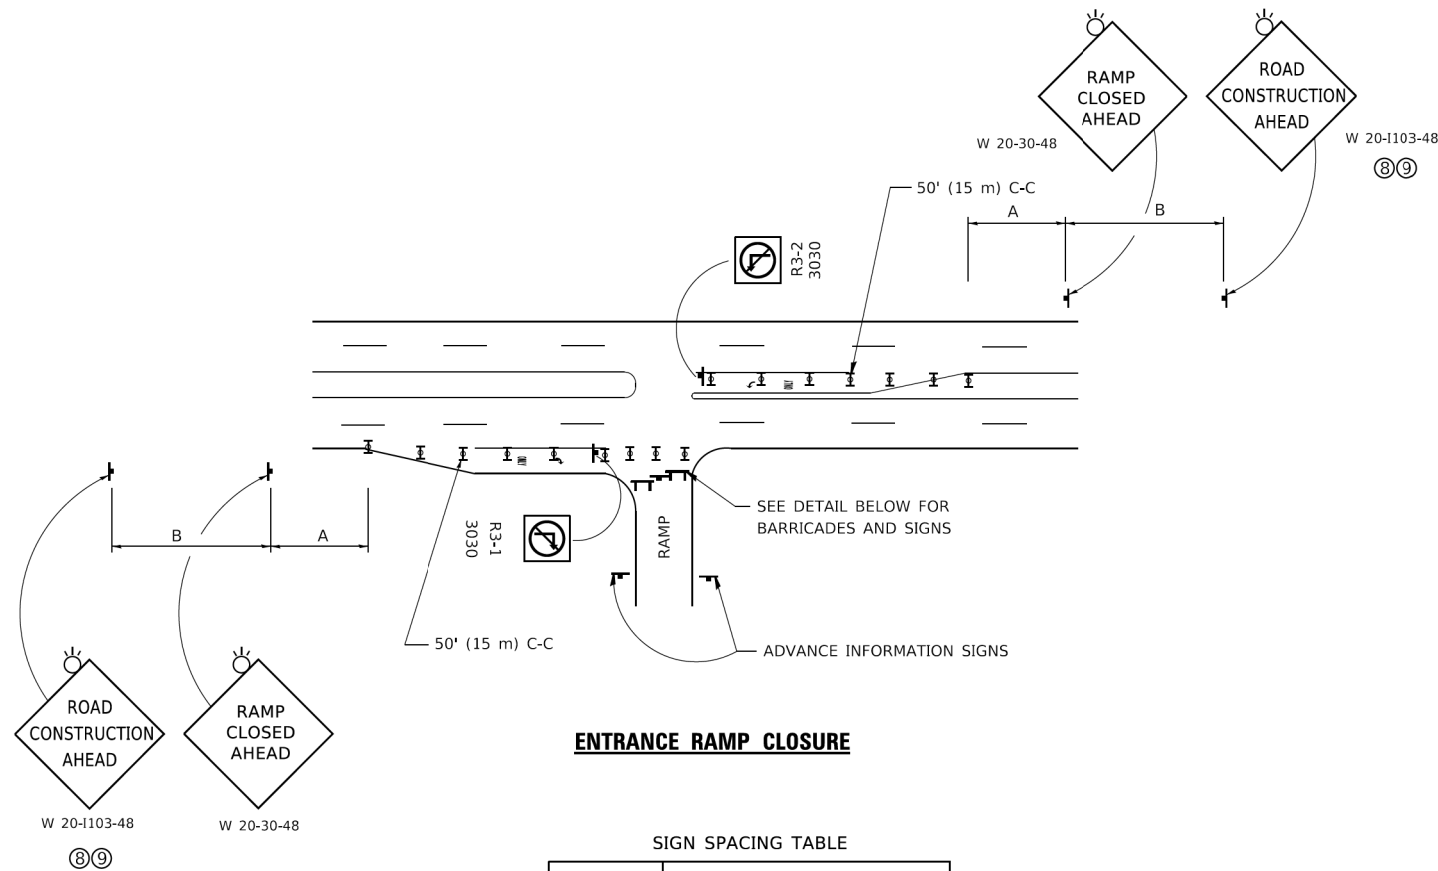 RAMP
CLOSED
AHEAD
W 20-30-48
ROAD
CONSTRUCTION
AHEAD
W 20-I103-48
⑧⑨
50' (15 m) C-C
A
B
R3-2
3030
ONLY
ONLY
B
A
R3-1
3030
RAMP
SEE DETAIL BELOW FOR
BARRICADES AND SIGNS
50' (15 m) C-C
ADVANCE INFORMATION SIGNS
ROAD
CONSTRUCTION
AHEAD
W 20-I103-48
⑧⑨
RAMP
CLOSED
AHEAD
W 20-30-48
ENTRANCE RAMP CLOSURE
SIGN SPACING TABLE